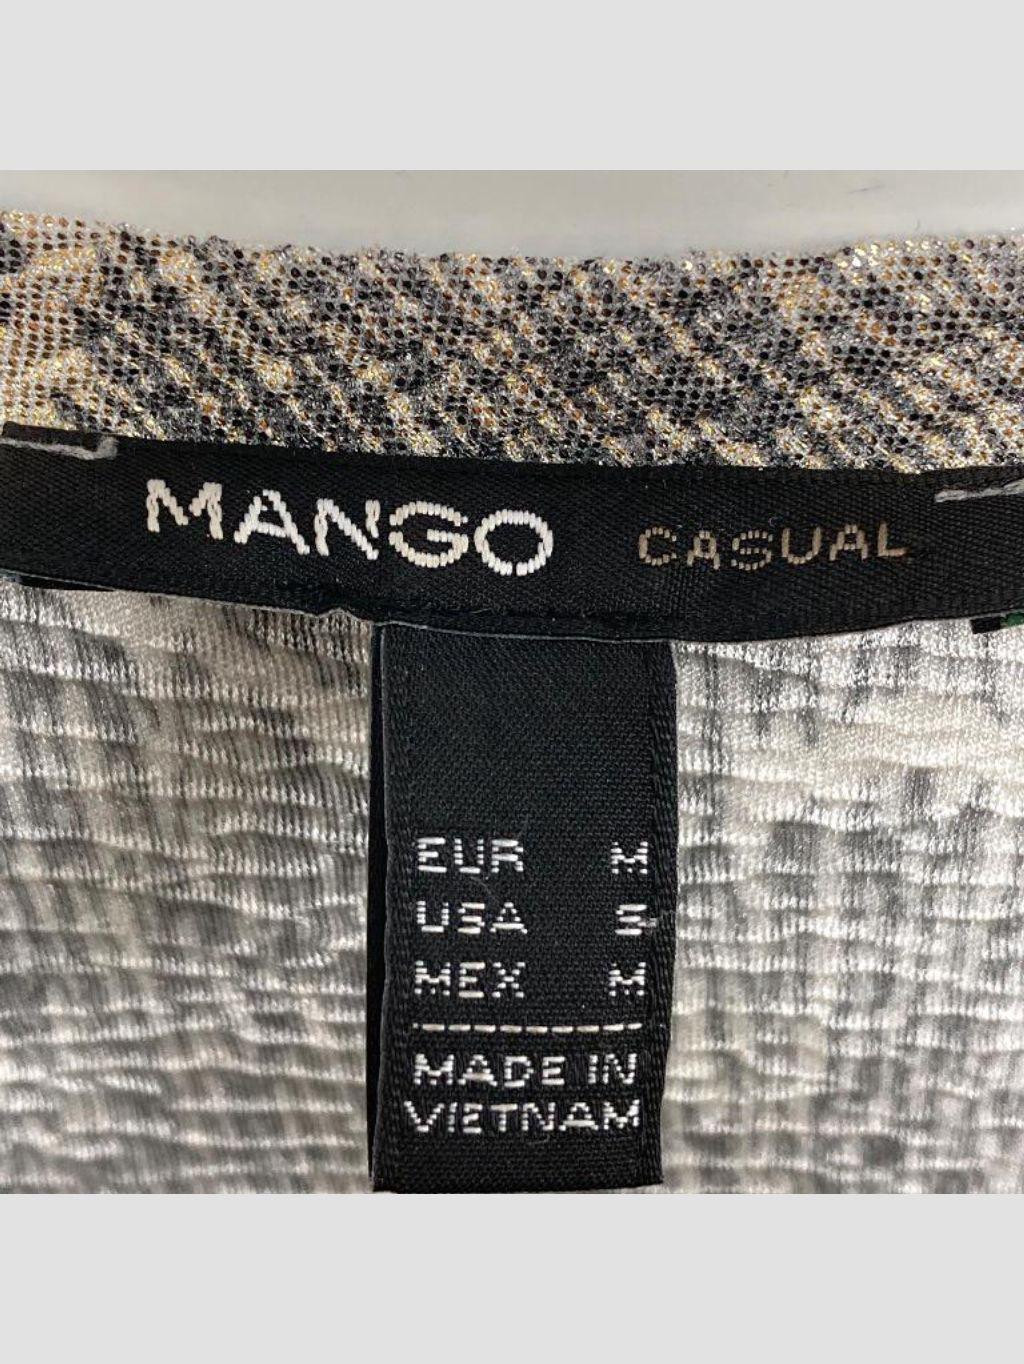 MANGO CASUAL
EUR M
USA S
MEX M
MADE IN
VIETNAM